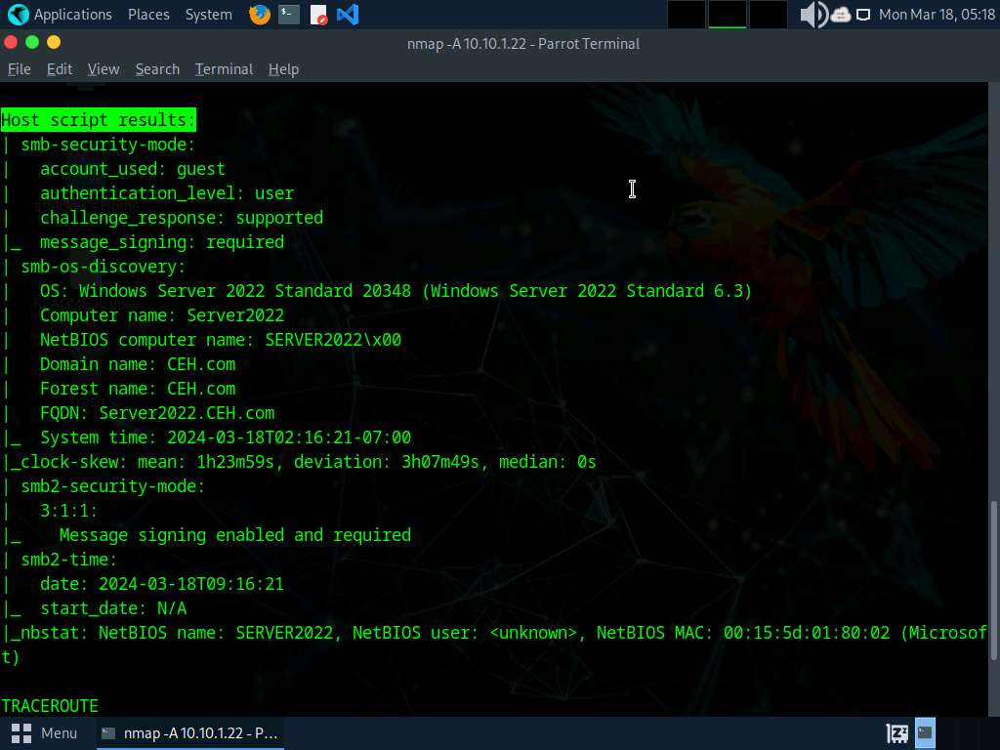 Applications Places System Mon Mar 18, 05:18
nmap -A 10.10.1.22 - Parrot Terminal
File Edit View Search Terminal Help
Host script results:
| smb-security-mode:
|   account_used: guest
|   authentication_level: user
|   challenge_response: supported
|_  message_signing: required
| smb-os-discovery:
|   OS: Windows Server 2022 Standard 20348 (Windows Server 2022 Standard 6.3)
|   Computer name: Server2022
|   NetBIOS computer name: SERVER2022\x00
|   Domain name: CEH.com
|   Forest name: CEH.com
|   FQDN: Server2022.CEH.com
|_  System time: 2024-03-18T02:16:21-07:00
|_clock-skew: mean: 1h23m59s, deviation: 3h07m49s, median: 0s
| smb2-security-mode:
|   3:1:1:
|_    Message signing enabled and required
| smb2-time:
|   date: 2024-03-18T09:16:21
|_  start_date: N/A
|_nbstat: NetBIOS name: SERVER2022, NetBIOS user: <unknown>, NetBIOS MAC: 00:15:5d:01:80:02 (Microsof
t)
TRACEROUTE
Menu nmap -A 10.10.1.22 - P...